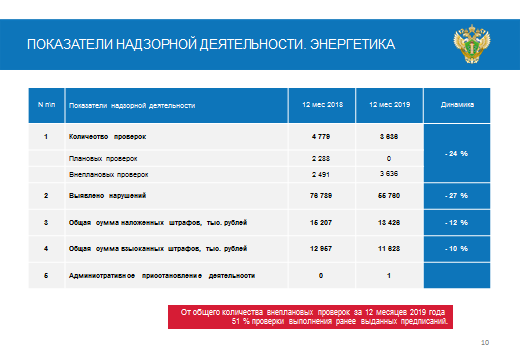 ПОКАЗАТЕЛИ НАДЗОРНОЙ ДЕЯТЕЛЬНОСТИ. ЭНЕРГЕТИКА
N п\п Показатели надзорной деятельности 12 мес 2018 12 мес 2019 Динамика
1 Количество проверок 4 779 3 636 - 24 %
Плановых проверок 2 288 0
Внеплановых проверок 2 491 3 636
2 Выявлено нарушений 76 789 55 760 - 27 %
3 Общая сумма наложенных штрафов, тыс. рублей 15 207 13 426 - 12 %
4 Общая сумма взысканных штрафов, тыс. рублей 12 957 11 628 - 10 %
5 Административное приостановление деятельности 0 1
От общего количества внеплановых проверок за 12 месяцев 2019 года
51 % проверки выполнения ранее выданных предписаний.
10